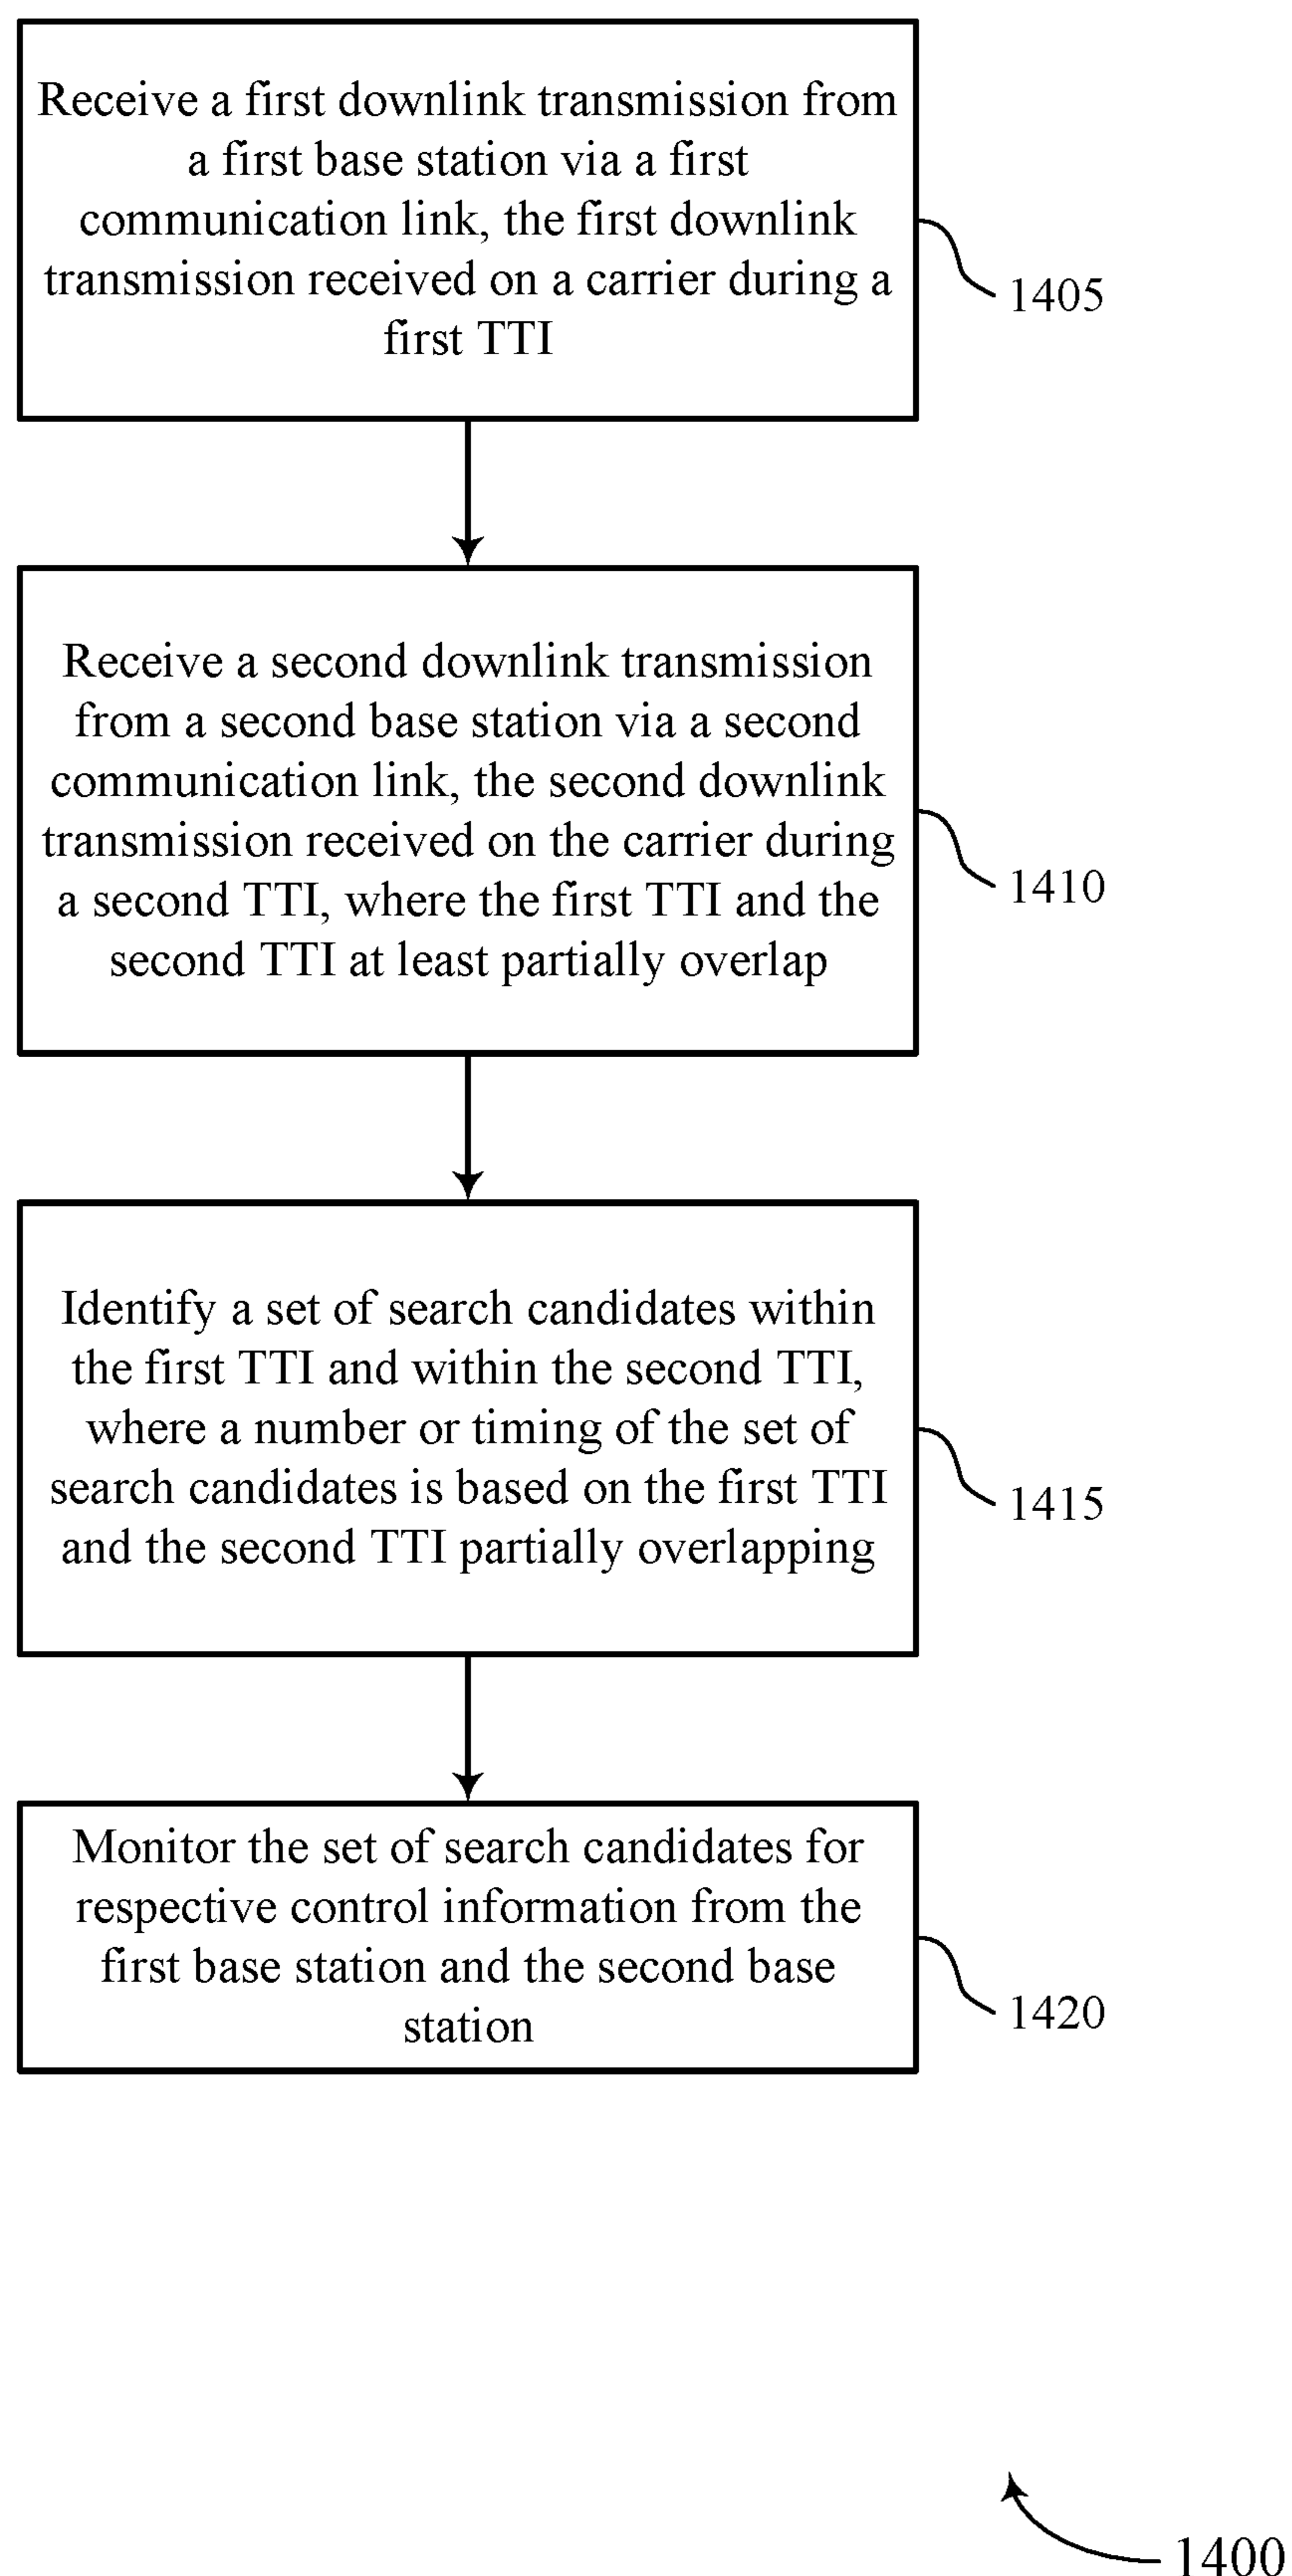 Receive a first downlink transmission from
a first base station via a first
communication link, the first downlink
transmission received on a carrier during a
first TTI
1405
Receive a second downlink transmission
from a second base station via a second
communication link, the second downlink
transmission received on the carrier during
a second TTI, where the first TTI and the
second TTI at least partially overlap
1410
Identify a set of search candidates within
the first TTI and within the second TTI,
where a number or timing of the set of
search candidates is based on the first TTI
and the second TTI partially overlapping
1415
Monitor the set of search candidates for
respective control information from the
first base station and the second base
station
1420
1400